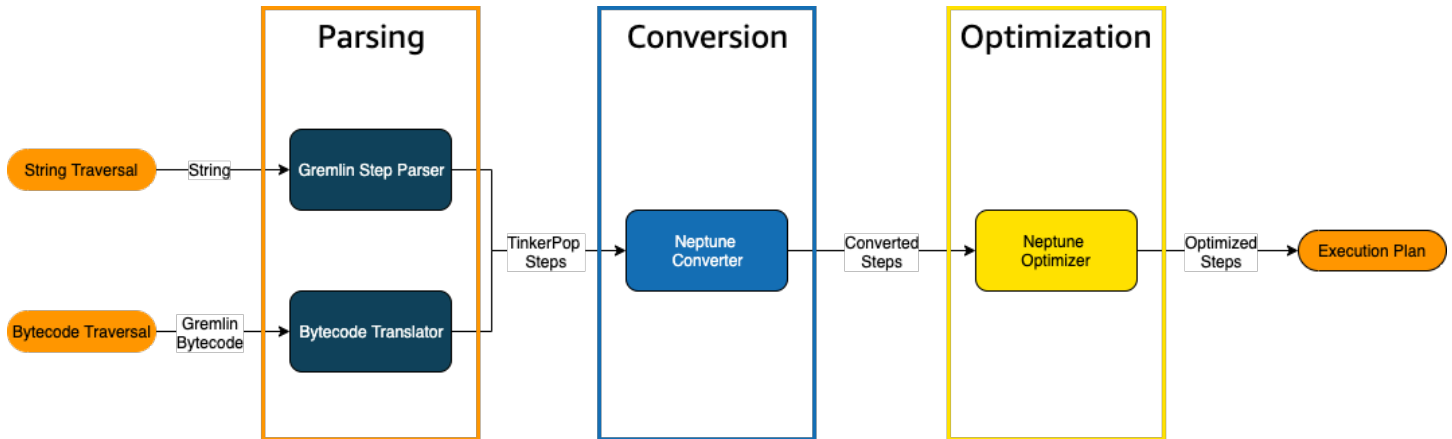 Parsing
Conversion
Optimization
String Traversal
String
Gremlin Step Parser
TinkerPop
Steps
Neptune
Converter
Converted
Steps
Neptune
Optimizer
Optimized
Steps
Execution Plan
Bytecode Traversal
Gremlin
Bytecode
Bytecode Translator